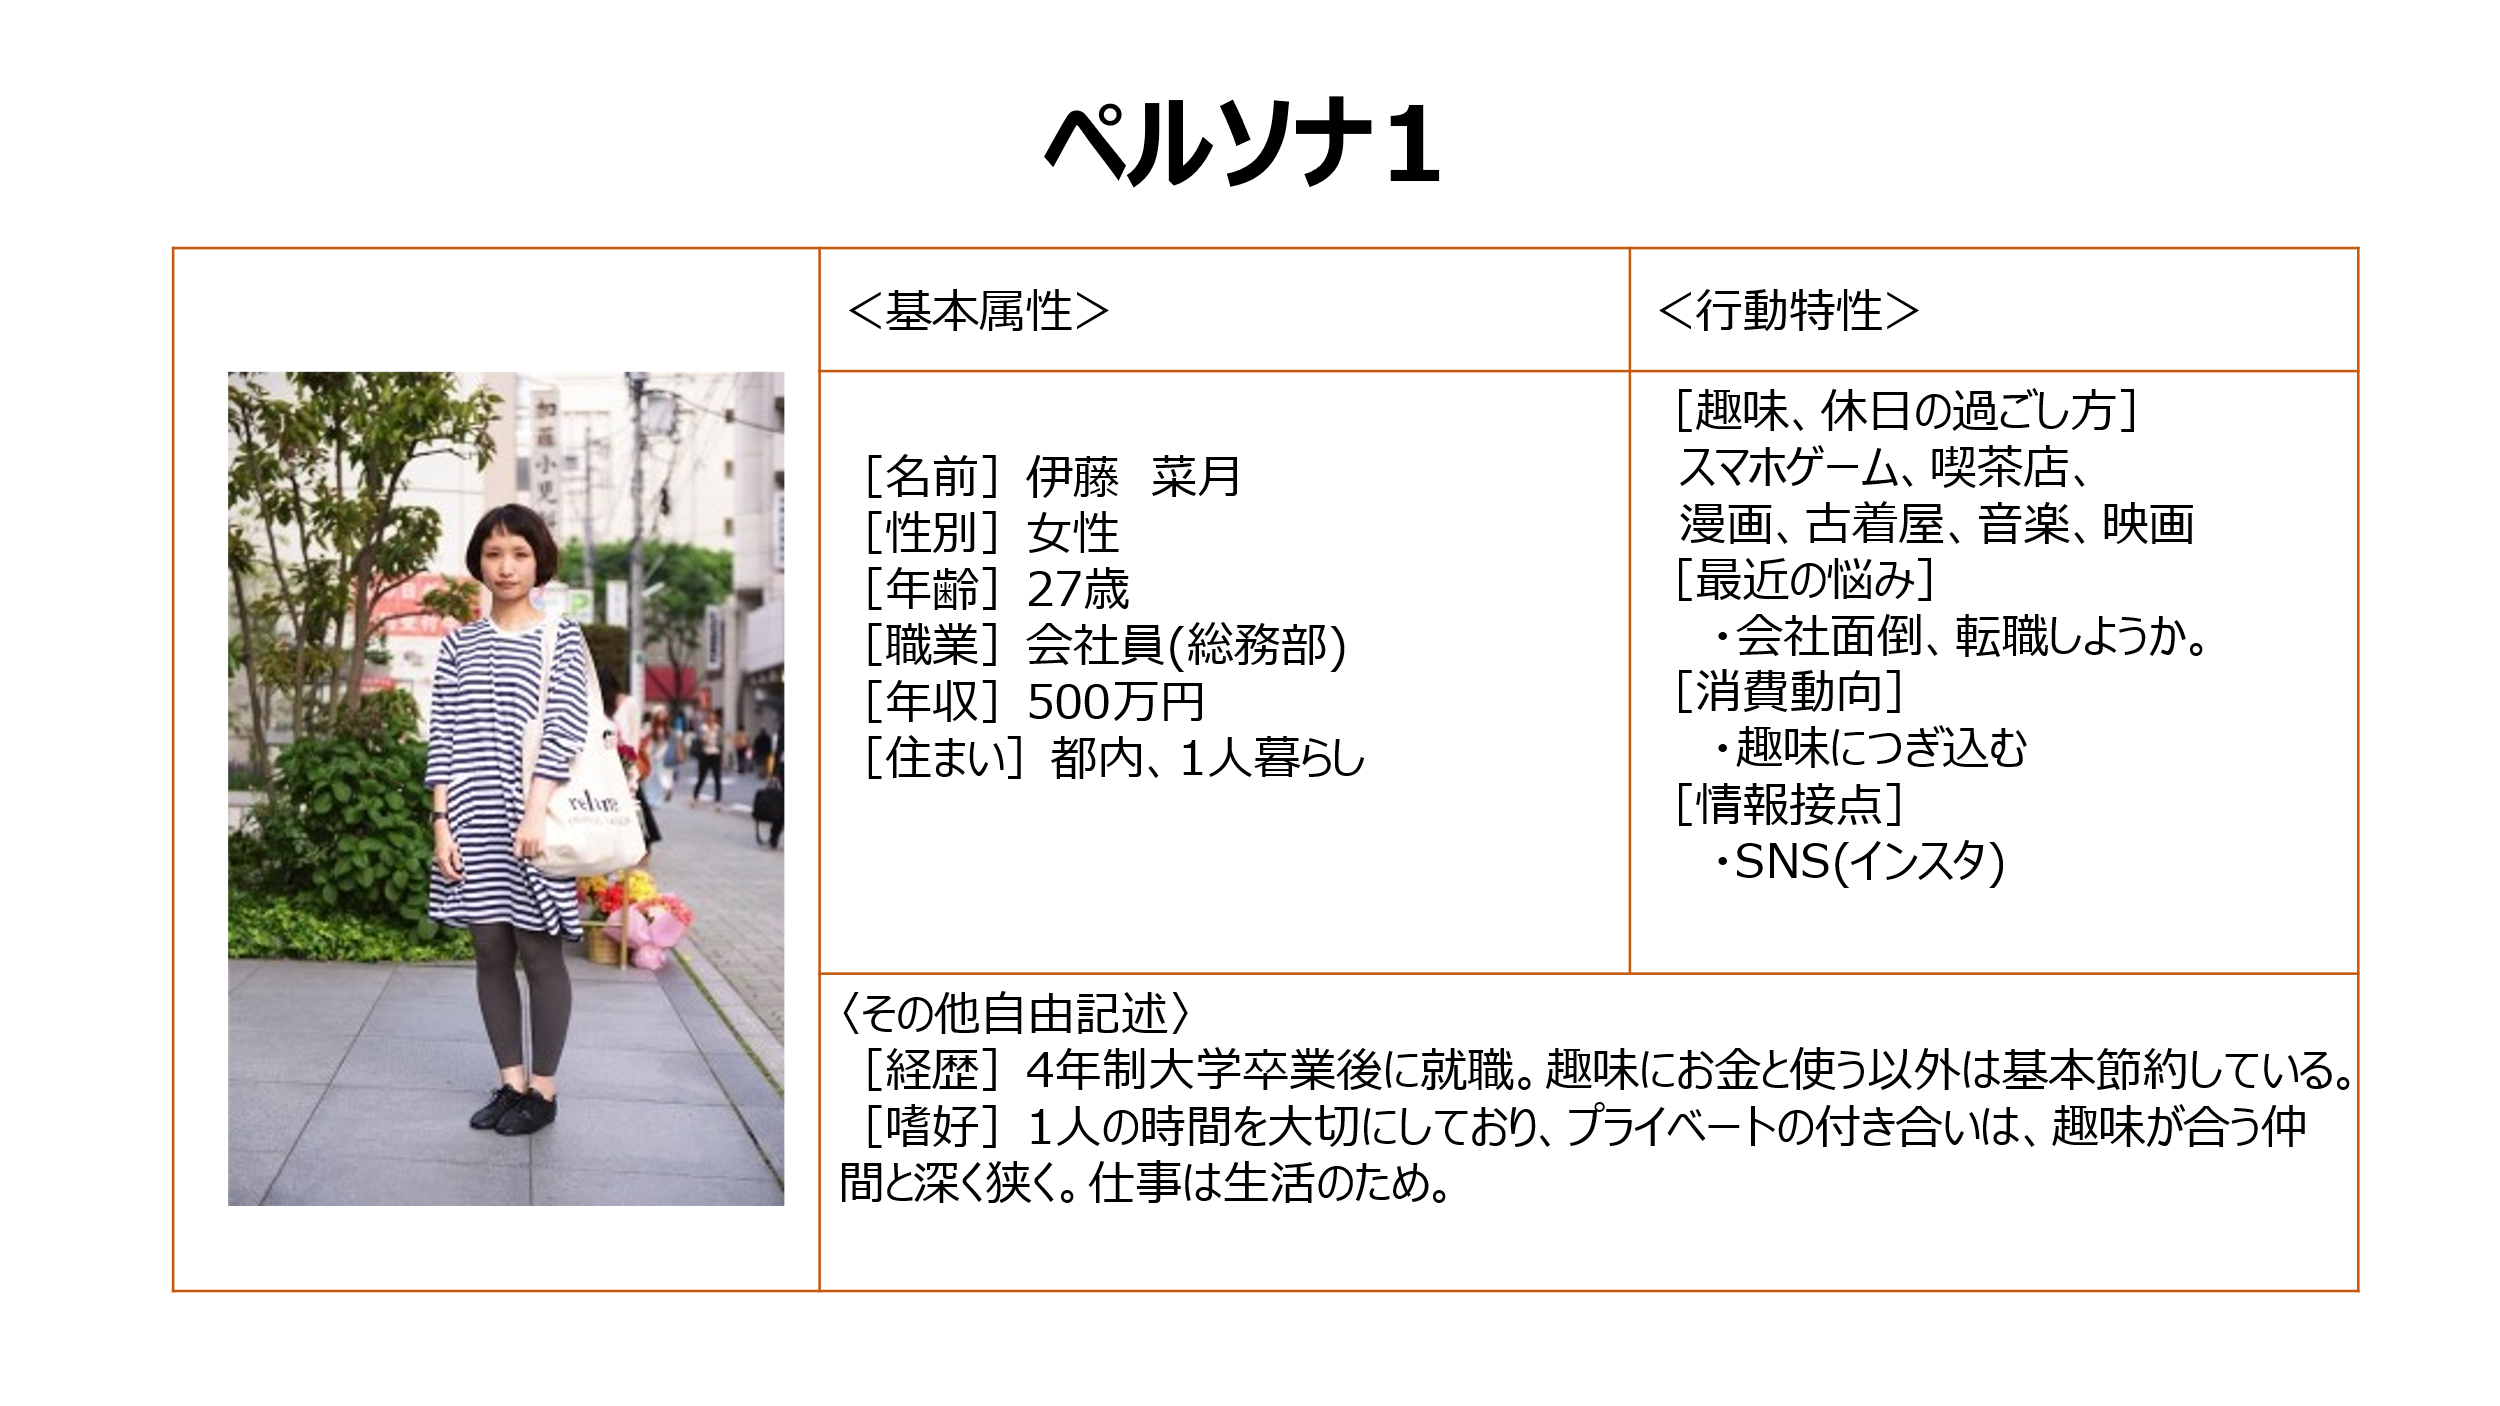 ペルソナ1
＜基本属性＞
［名前］伊藤　菜月
［性別］女性
［年齢］27歳
［職業］会社員(総務部)
［年収］500万円
［住まい］都内、1人暮らし
＜行動特性＞
［趣味、休日の過ごし方］
スマホゲーム、喫茶店、
漫画、古着屋、音楽、映画
［最近の悩み］
・会社面倒、転職しようか。
［消費動向］
・趣味につぎ込む
［情報接点］
・SNS(インスタ)
〈その他自由記述〉
［経歴］4年制大学卒業後に就職。趣味にお金と使う以外は基本節約している。
［嗜好］1人の時間を大切にしており、プライベートの付き合いは、趣味が合う仲
間と深く狭く。仕事は生活のため。
加藤小児